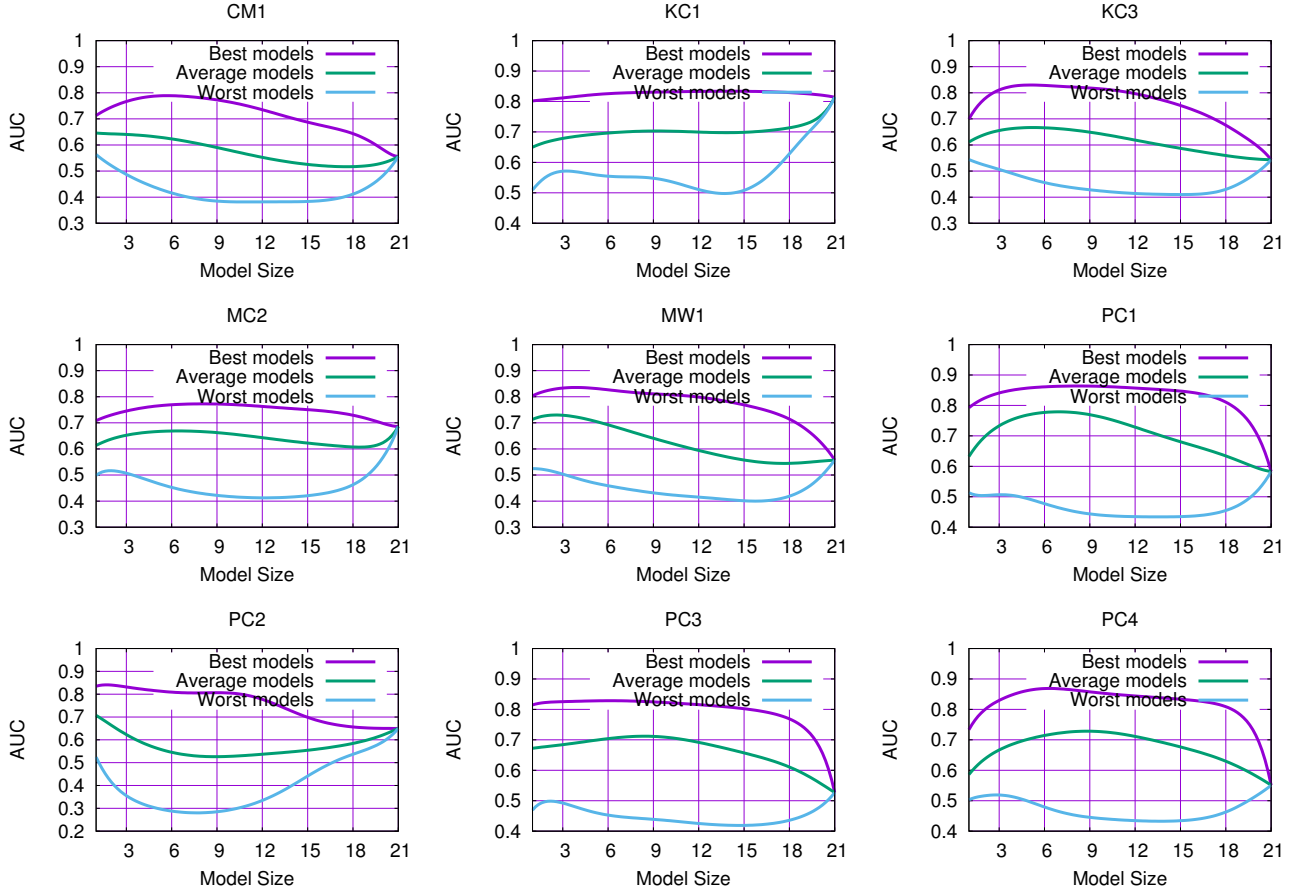 CM1
1
0.9
0.8
0.7
0.6
0.5
0.4
0.3
AUC
Best models
Average models
Worst models
3 6 9 12 15 18 21
Model Size
KC1
1
0.9
0.8
0.7
0.6
0.5
0.4
AUC
Best models
Average models
Worst models
3 6 9 12 15 18 21
Model Size
KC3
1
0.9
0.8
0.7
0.6
0.5
0.4
0.3
AUC
Best models
Average models
Worst models
3 6 9 12 15 18 21
Model Size
MC2
1
0.9
0.8
0.7
0.6
0.5
0.4
0.3
AUC
Best models
Average models
Worst models
3 6 9 12 15 18 21
Model Size
MW1
1
0.9
0.8
0.7
0.6
0.5
0.4
0.3
AUC
Best models
Average models
Worst models
3 6 9 12 15 18 21
Model Size
PC1
1
0.9
0.8
0.7
0.6
0.5
0.4
AUC
Best models
Average models
Worst models
3 6 9 12 15 18 21
Model Size
PC2
1
0.9
0.8
0.7
0.6
0.5
0.4
0.3
0.2
AUC
Best models
Average models
Worst models
3 6 9 12 15 18 21
Model Size
PC3
1
0.9
0.8
0.7
0.6
0.5
0.4
AUC
Best models
Average models
Worst models
3 6 9 12 15 18 21
Model Size
PC4
1
0.9
0.8
0.7
0.6
0.5
0.4
AUC
Best models
Average models
Worst models
3 6 9 12 15 18 21
Model Size